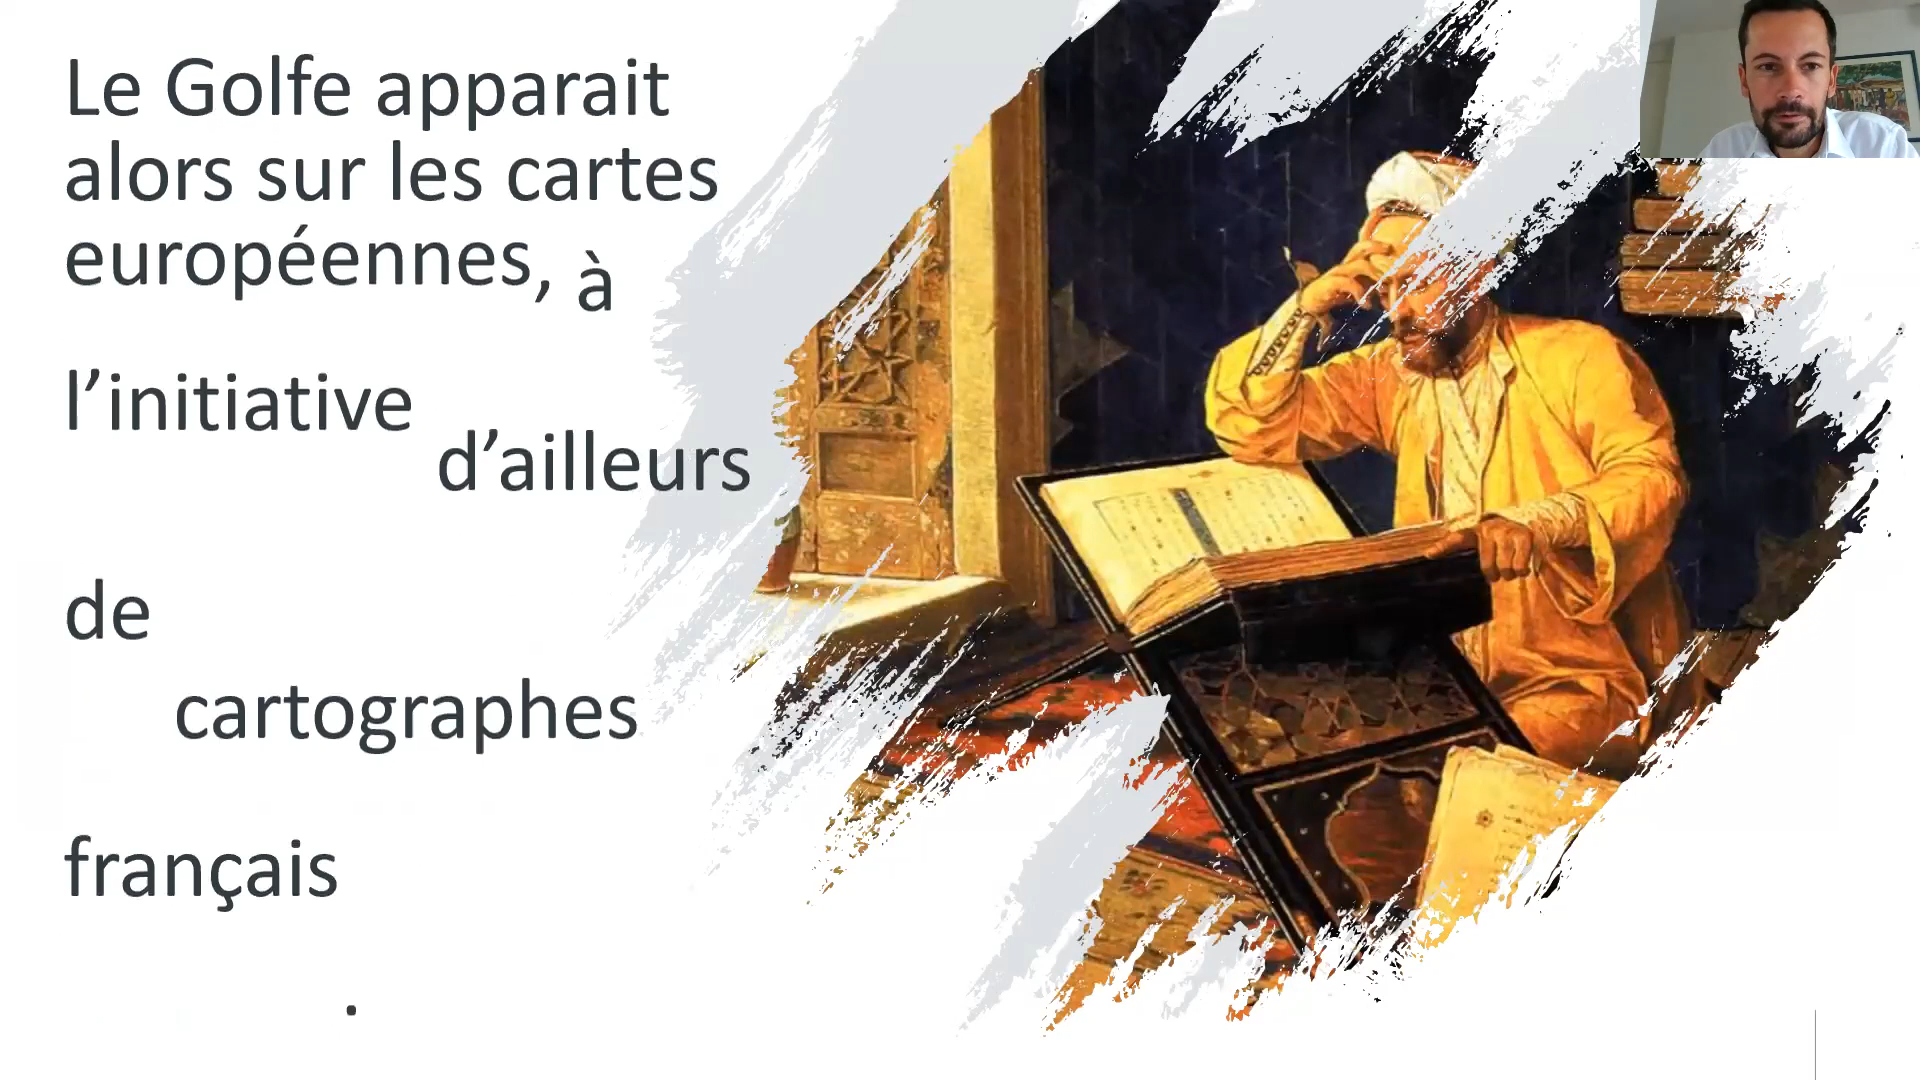 Le Golfe apparait
alors sur les cartes
européennes, à
l’initiative d’ailleurs
de cartographes
français.